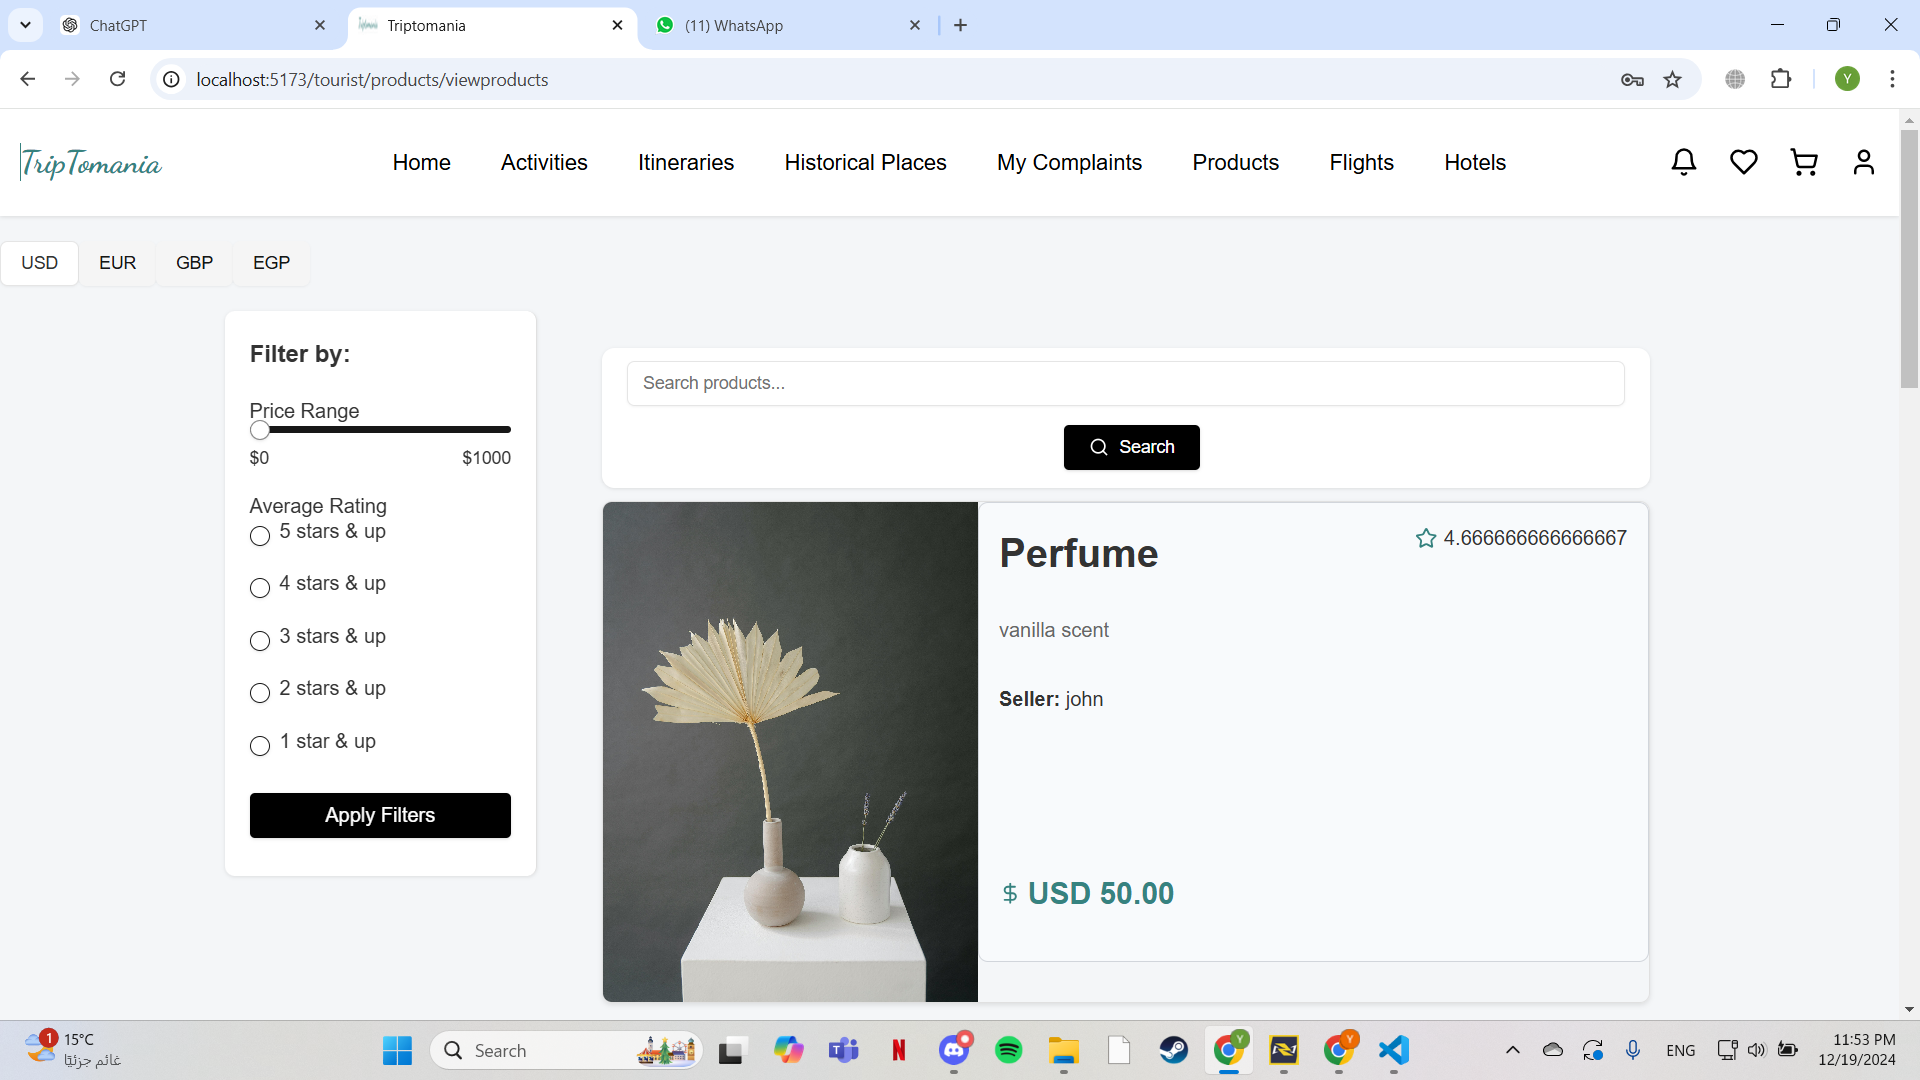 ChatGPT
Triptomania
(11) WhatsApp
localhost:5173/tourist/products/viewproducts
Y
TripTomania
Home
Activities
Itineraries
Historical Places
My Complaints
Products
Flights
Hotels
USD
EUR
GBP
EGP
Filter by:
Price Range
$0
$1000
Average Rating
5 stars & up
4 stars & up
3 stars & up
2 stars & up
1 star & up
Apply Filters
Search products...
Search
Perfume
4.666666666666667
vanilla scent
Seller: john
$ USD 50.00
1
15°C
غائم جزئيًا
Search
N
Y
N1
Y
ENG
11:53 PM
12/19/2024